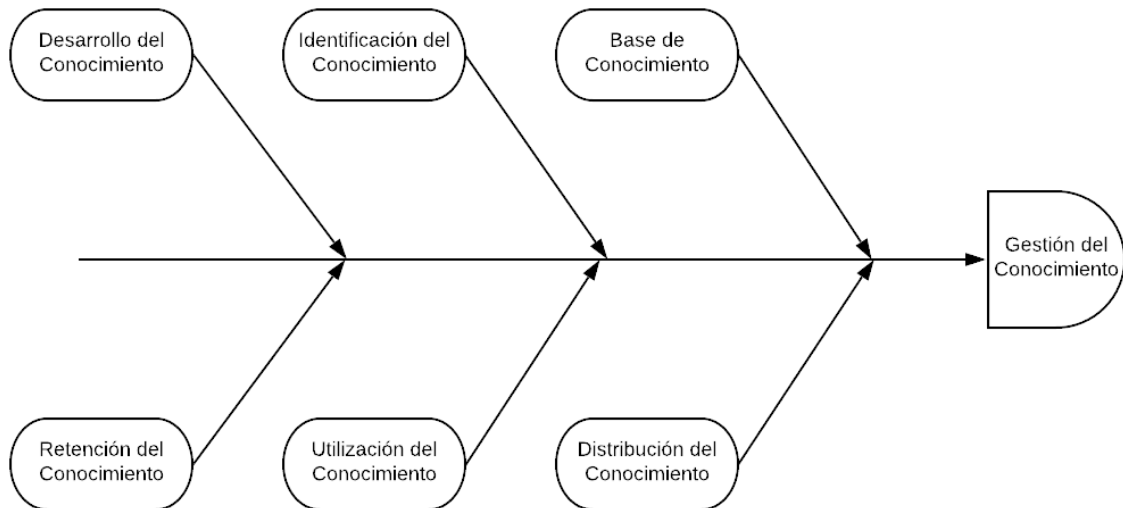 Desarrollo del
Conocimiento
Identificación del
Conocimiento
Base de
Conocimiento
Gestión del
Conocimiento
Retención del
Conocimiento
Utilización del
Conocimiento
Distribución del
Conocimiento